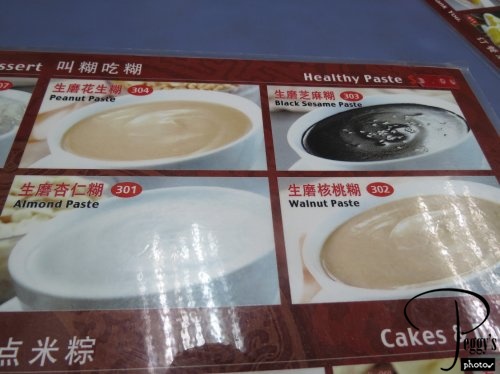 ssert 叫糊吃糊
Healthy Paste
07
生磨花生糊 304
Peanut Paste
生磨芝麻糊 303
Black Sesame Paste
生磨杏仁糊 301
Almond Paste
生磨核桃糊 302
Walnut Paste
点米粽
Cakes &
Peggy's
photos